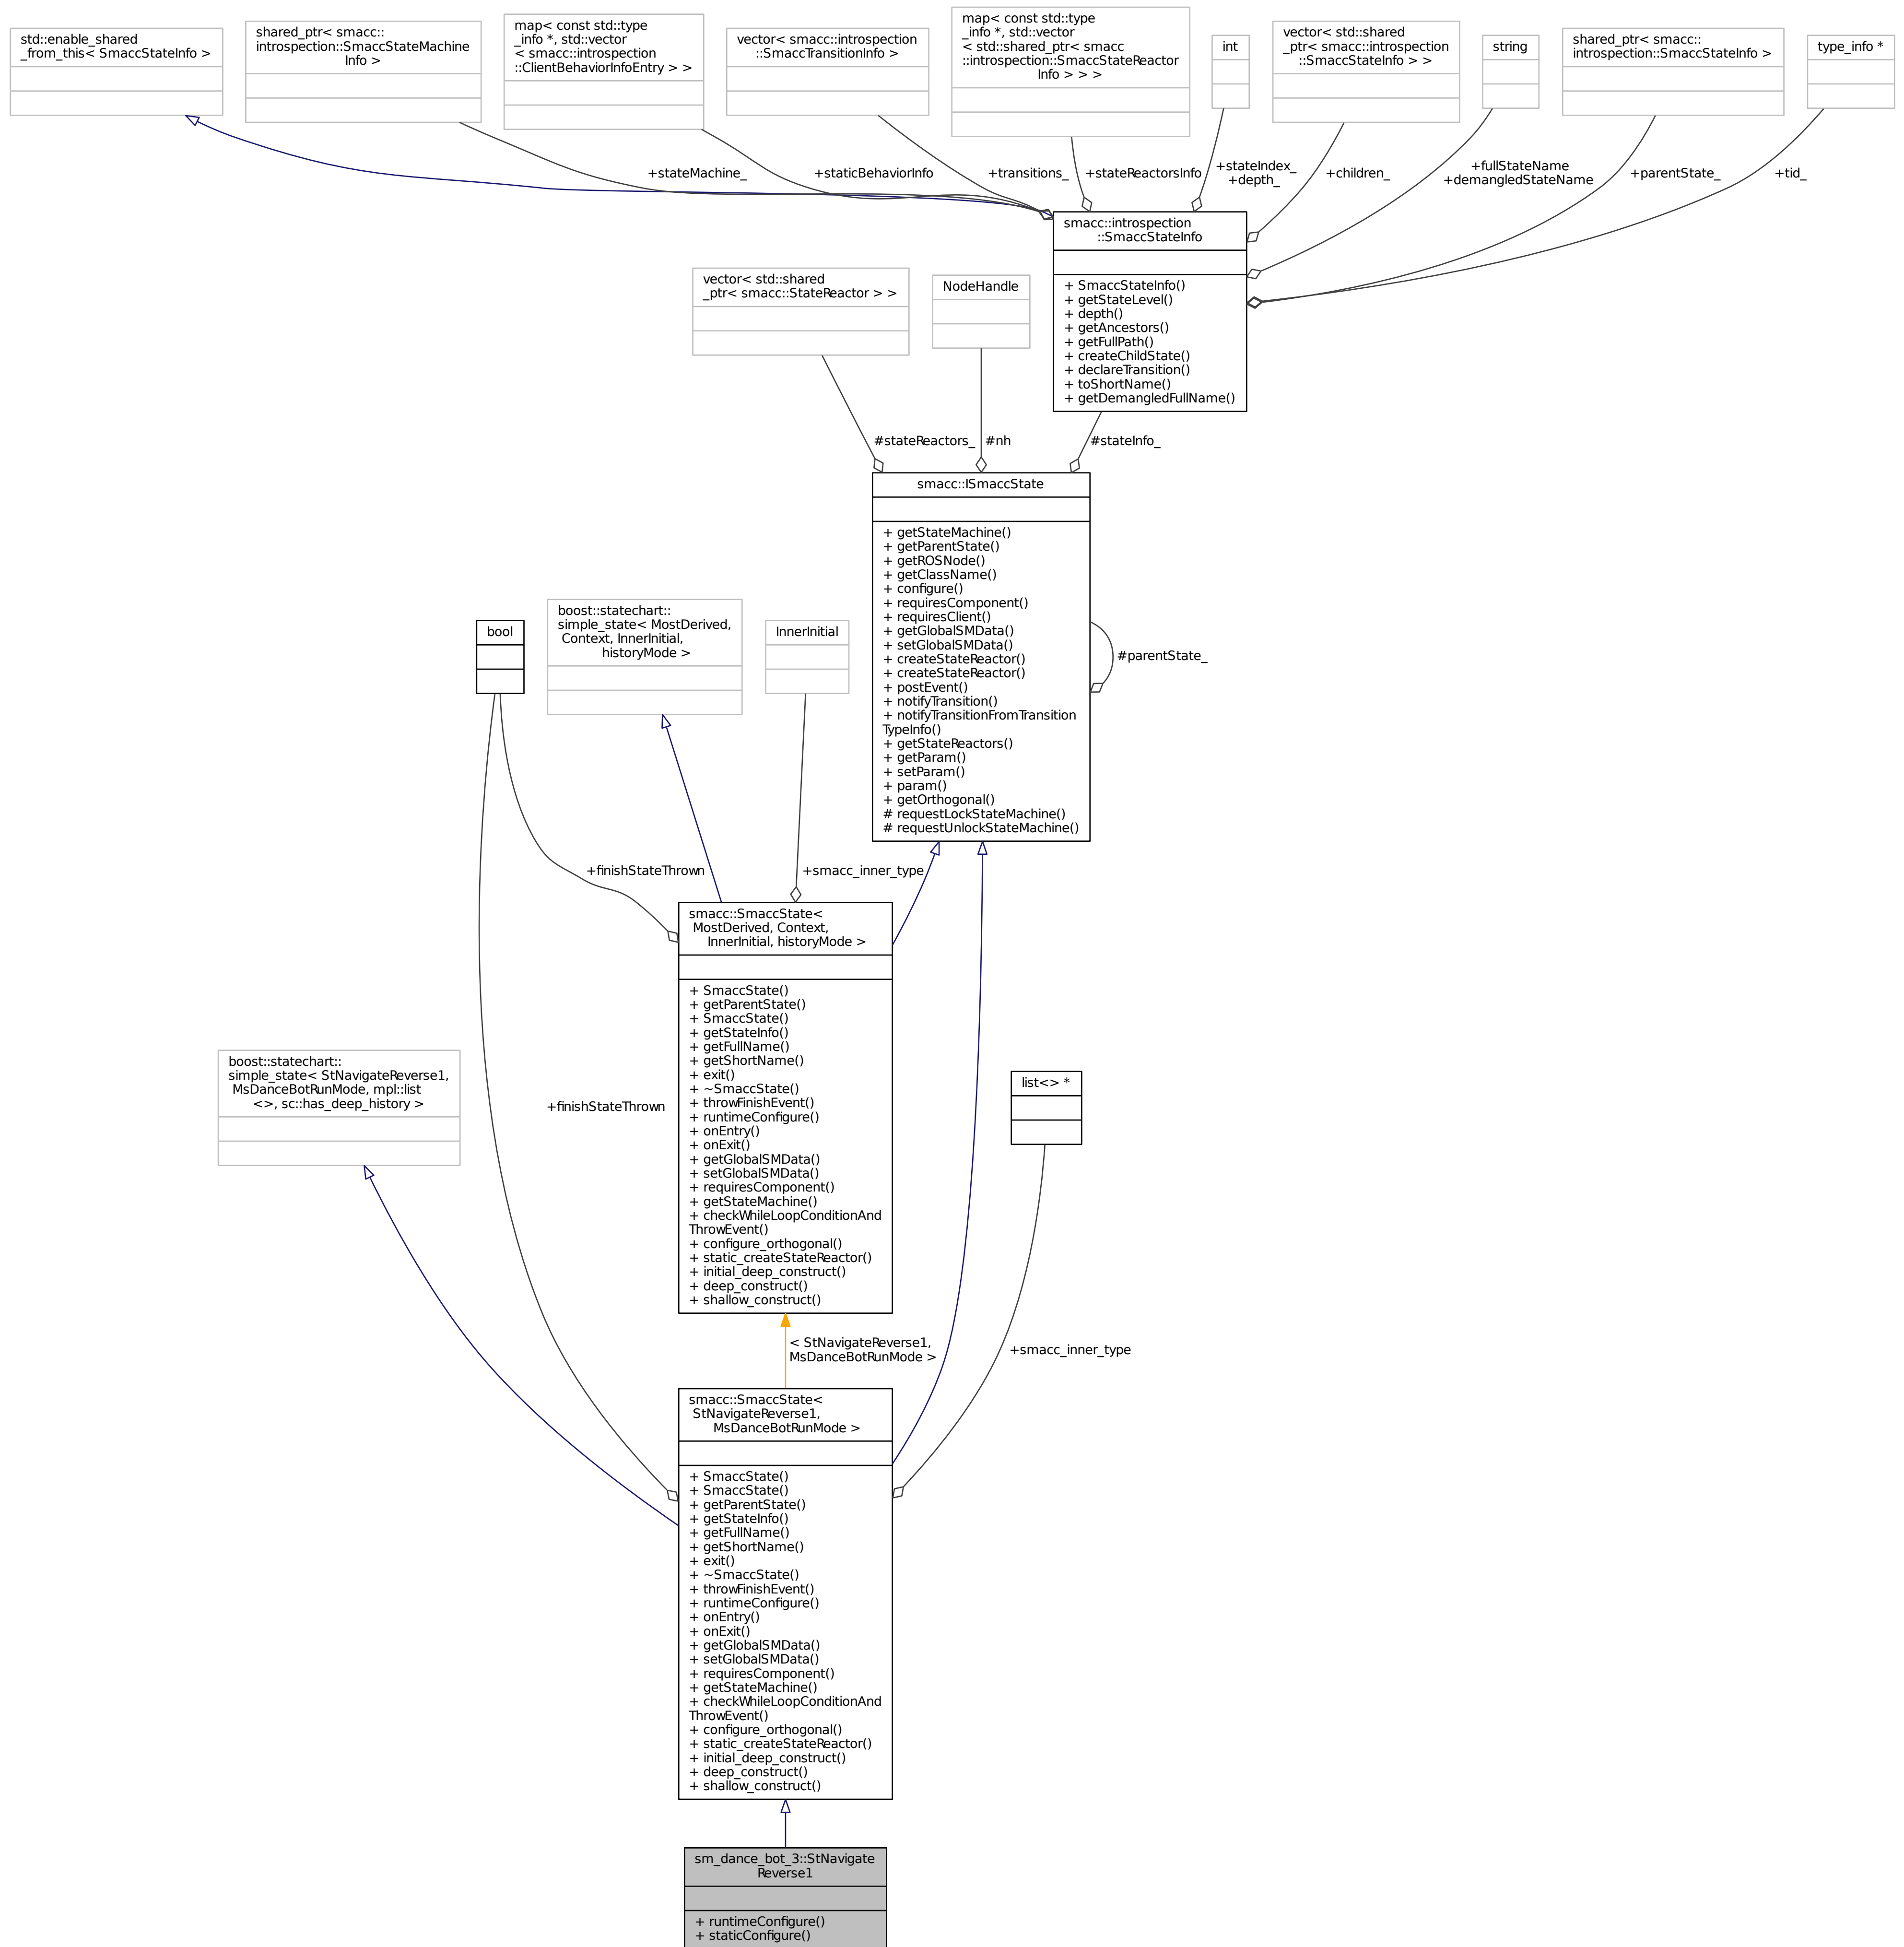 std::enable_shared
_from_this< SmaccStateInfo >
shared_ptr< smacc::
introspection::SmaccStateMachine
Info >
map< const std::type
_info *, std::vector
< smacc::introspection
::ClientBehaviorInfoEntry > >
vector< smacc::introspection
::SmaccTransitionInfo >
map< const std::type
_info *, std::vector
< std::shared_ptr< smacc
::introspection::SmaccStateReactor
Info > > >
int
vector< std::shared
_ptr< smacc::introspection
::SmaccStateInfo > >
string
shared_ptr< smacc::
introspection::SmaccStateInfo >
type_info *
+stateMachine_
+staticBehaviorInfo
+transitions_
+stateReactorsInfo
+stateIndex_
+depth_
+children_
+fullStateName
+demangledStateName
+parentState_
+tid_
smacc::introspection
::SmaccStateInfo
+ SmaccStateInfo()
+ getStateLevel()
+ depth()
+ getAncestors()
+ getFullPath()
+ createChildState()
+ declareTransition()
+ toShortName()
+ getDemangledFullName()
vector< std::shared
_ptr< smacc::StateReactor > >
NodeHandle
#stateReactors_
#nh
#stateInfo_
smacc::ISmaccState
+ getStateMachine()
+ getParentState()
+ getROSNode()
+ getClassName()
+ configure()
+ requiresComponent()
+ requiresClient()
+ getGlobalSMData()
+ setGlobalSMData()
+ createStateReactor()
+ createStateReactor()
+ postEvent()
+ notifyTransition()
+ notifyTransitionFromTransition
TypeInfo()
+ getStateReactors()
+ getParam()
+ setParam()
+ param()
+ getOrthogonal()
# requestLockStateMachine()
# requestUnlockStateMachine()
#parentState_
bool
boost::statechart::
simple_state< MostDerived,
Context, InnerInitial,
historyMode >
InnerInitial
+finishStateThrown
+smacc_inner_type
smacc::SmaccState<
MostDerived, Context,
InnerInitial, historyMode >
+ SmaccState()
+ getParentState()
+ SmaccState()
+ getStateInfo()
+ getFullName()
+ getShortName()
+ exit()
+ ~SmaccState()
+ throwFinishEvent()
+ runtimeConfigure()
+ onEntry()
+ onExit()
+ getGlobalSMData()
+ setGlobalSMData()
+ requiresComponent()
+ getStateMachine()
+ checkWhileLoopConditionAnd
ThrowEvent()
+ configure_orthogonal()
+ static_createStateReactor()
+ initial_deep_construct()
+ deep_construct()
+ shallow_construct()
boost::statechart::
simple_state< StNavigateReverse1,
MsDanceBotRunMode, mpl::list
<>, sc::has_deep_history >
+finishStateThrown
list<> *
< StNavigateReverse1,
MsDanceBotRunMode >
+smacc_inner_type
smacc::SmaccState<
StNavigateReverse1,
MsDanceBotRunMode >
+ SmaccState()
+ SmaccState()
+ getParentState()
+ getStateInfo()
+ getFullName()
+ getShortName()
+ exit()
+ ~SmaccState()
+ throwFinishEvent()
+ runtimeConfigure()
+ onEntry()
+ onExit()
+ getGlobalSMData()
+ setGlobalSMData()
+ requiresComponent()
+ getStateMachine()
+ checkWhileLoopConditionAnd
ThrowEvent()
+ configure_orthogonal()
+ static_createStateReactor()
+ initial_deep_construct()
+ deep_construct()
+ shallow_construct()
sm_dance_bot_3::StNavigate
Reverse1
+ runtimeConfigure()
+ staticConfigure()